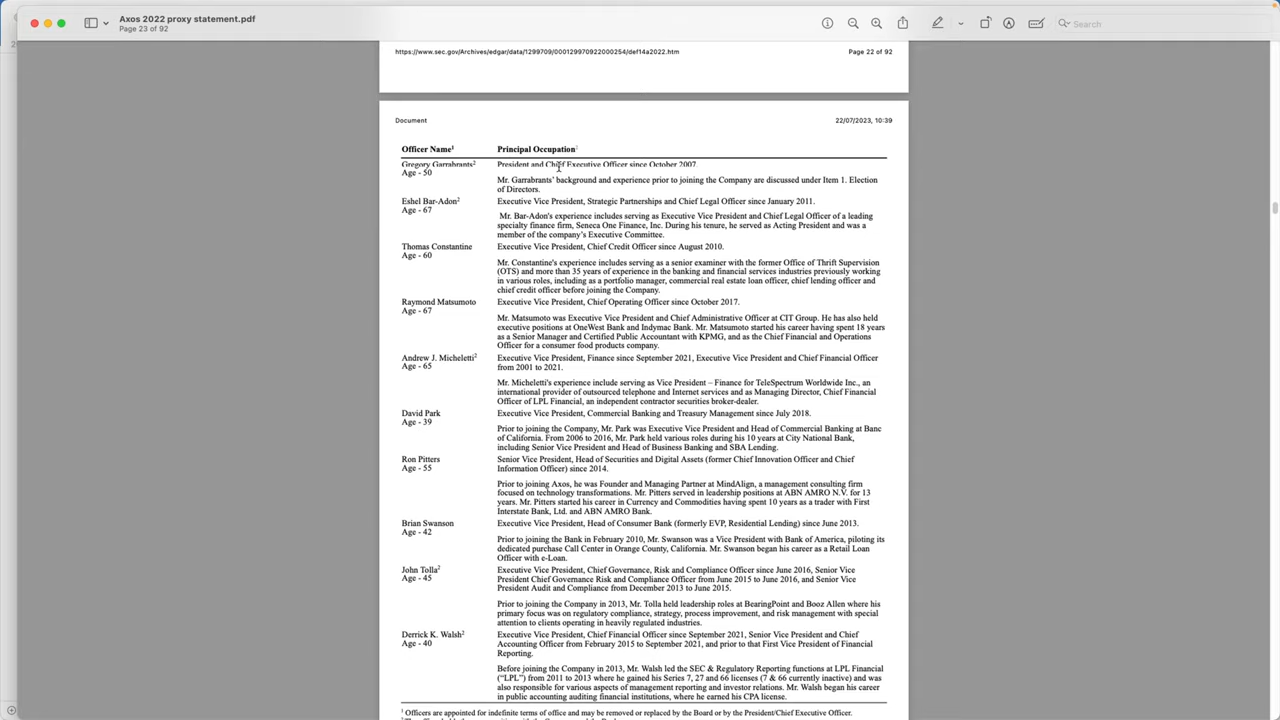 Axos 2022 proxy statement.pdf
Page 23 of 92
Search
https://www.sec.gov/Archives/edgar/data/1299709/000129970922000254/def14a2022.htm Page 22 of 92
Document 22/07/2023, 10:39
Officer Name¹ Principal Occupation²
Gregory Garrabrants² President and Chief Executive Officer since October 2007.
Age - 50
Mr. Garrabrants' background and experience prior to joining the Company are discussed under Item 1. Election
of Directors.
Eshel Bar-Adon² Executive Vice President, Strategic Partnerships and Chief Legal Officer since January 2011.
Age - 67
Mr. Bar-Adon's experience includes serving as Executive Vice President and Chief Legal Officer of a leading
specialty finance firm, Seneca One Finance, Inc. During his tenure, he served as Acting President and was a
member of the company's Executive Committee.
Thomas Constantine Executive Vice President, Chief Credit Officer since August 2010.
Age - 60
Mr. Constantine's experience includes serving as a senior examiner with the former Office of Thrift Supervision
(OTS) and more than 35 years of experience in the banking and financial services industries previously working
in various roles, including as a portfolio manager, commercial real estate loan officer, chief lending officer and
chief credit officer before joining the Company.
Raymond Matsumoto Executive Vice President, Chief Operating Officer since October 2017.
Age - 67
Mr. Matsumoto was Executive Vice President and Chief Administrative Officer at CIT Group. He has also held
executive positions at OneWest Bank and Indymac Bank. Mr. Matsumoto started his career having spent 18 years
as a Senior Manager and Certified Public Accountant with KPMG, and as the Chief Financial and Operations
Officer for a consumer food products company.
Andrew J. Micheletti² Executive Vice President, Finance since September 2021, Executive Vice President and Chief Financial Officer
Age - 65 from 2001 to 2021.
Mr. Micheletti's experience include serving as Vice President – Finance for TeleSpectrum Worldwide Inc., an
international provider of outsourced telephone and Internet services and as Managing Director, Chief Financial
Officer of LPL Financial, an independent contractor securities broker-dealer.
David Park Executive Vice President, Commercial Banking and Treasury Management since July 2018.
Age - 39
Prior to joining the Company, Mr. Park was Executive Vice President and Head of Commercial Banking at Banc
of California. From 2006 to 2016, Mr. Park held various roles during his 10 years at City National Bank,
including Senior Vice President and Head of Business Banking and SBA Lending.
Ron Pitters Senior Vice President, Head of Securities and Digital Assets (former Chief Innovation Officer and Chief
Age - 55 Information Officer) since 2014.
Prior to joining Axos, he was Founder and Managing Partner at MindAlign, a management consulting firm
focused on technology transformations. Mr. Pitters served in leadership positions at ABN AMRO N.V. for 13
years. Mr. Pitters started his career in Currency and Commodities having spent 10 years as a trader with First
Interstate Bank, Ltd. and ABN AMRO Bank.
Brian Swanson Executive Vice President, Head of Consumer Bank (formerly EVP, Residential Lending) since June 2013.
Age - 42
Prior to joining the Bank in February 2010, Mr. Swanson was a Vice President with Bank of America, piloting its
dedicated purchase Call Center in Orange County, California. Mr. Swanson began his career as a Retail Loan
Officer with e-Loan.
John Tolla² Executive Vice President, Chief Governance, Risk and Compliance Officer since June 2016, Senior Vice
Age - 45 President Chief Governance Risk and Compliance Officer from June 2015 to June 2016, and Senior Vice
President Audit and Compliance from December 2013 to June 2015.
Prior to joining the Company in 2013, Mr. Tolla held leadership roles at BearingPoint and Booz Allen where his
primary focus was on regulatory compliance, strategy, process improvement, and risk management with special
attention to clients operating in heavily regulated industries.
Derrick K. Walsh² Executive Vice President, Chief Financial Officer since September 2021, Senior Vice President and Chief
Age - 40 Accounting Officer from February 2015 to September 2021, and prior to that First Vice President of Financial
Reporting.
Before joining the Company in 2013, Mr. Walsh led the SEC & Regulatory Reporting functions at LPL Financial
("LPL") from 2011 to 2013 where he gained his Series 7, 27 and 66 licenses (7 & 66 currently inactive) and was
also responsible for various aspects of management reporting and investor relations. Mr. Walsh began his career
in public accounting auditing financial institutions, where he earned his CPA license.
¹ Officers are appointed for indefinite terms of office and may be removed or replaced by the Board or by the President/Chief Executive Officer.